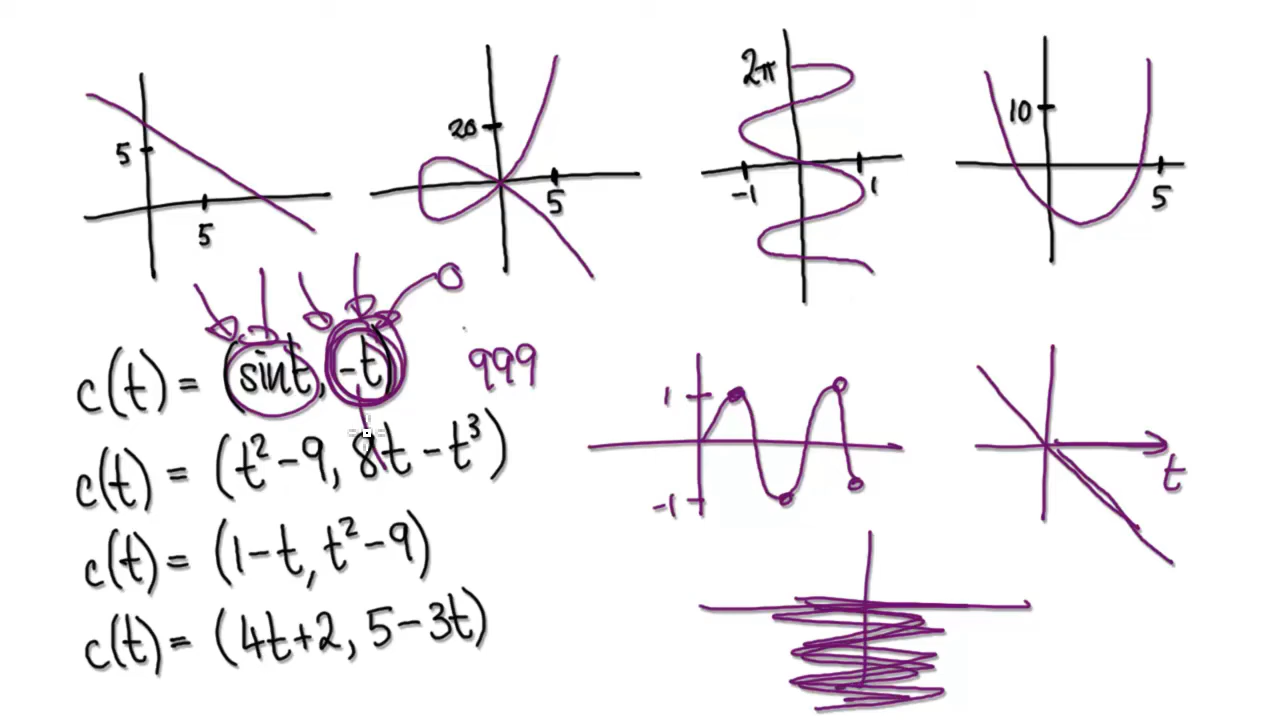 5
5
20
5
2π
-1
1
10
5
c(t) = (sint, -t)
999
c(t) = (t²-9, 8t-t³)
c(t) = (1-t, t²-9)
c(t) = (4t+2, 5-3t)
1
-1
t